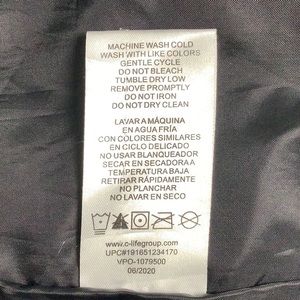 MACHINE WASH COLD
WASH WITH LIKE COLORS
GENTLE CYCLE
DO NOT BLEACH
TUMBLE DRY LOW
REMOVE PROMPTLY
DO NOT IRON
DO NOT DRY CLEAN
LAVAR A MÁQUINA
EN AGUA FRÍA
CON COLORES SIMILARES
EN CICLO DELICADO
NO USAR BLANQUEADOR
SECAR EN SECADORA A
TEMPERATURA BAJA
RETIRAR RÁPIDAMENTE
NO PLANCHAR
NO LAVAR EN SECO
www.c-lifegroup.com
UPC#191651234170
VPO-1079500
06/2020